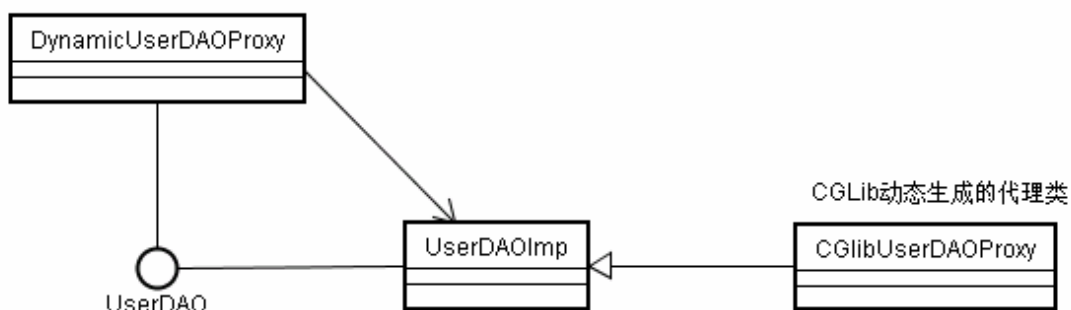 DynamicUserDAOProxy
CGLib动态生成的代理类
UserDAOImp
CGlibUserDAOProxy
UserDAO